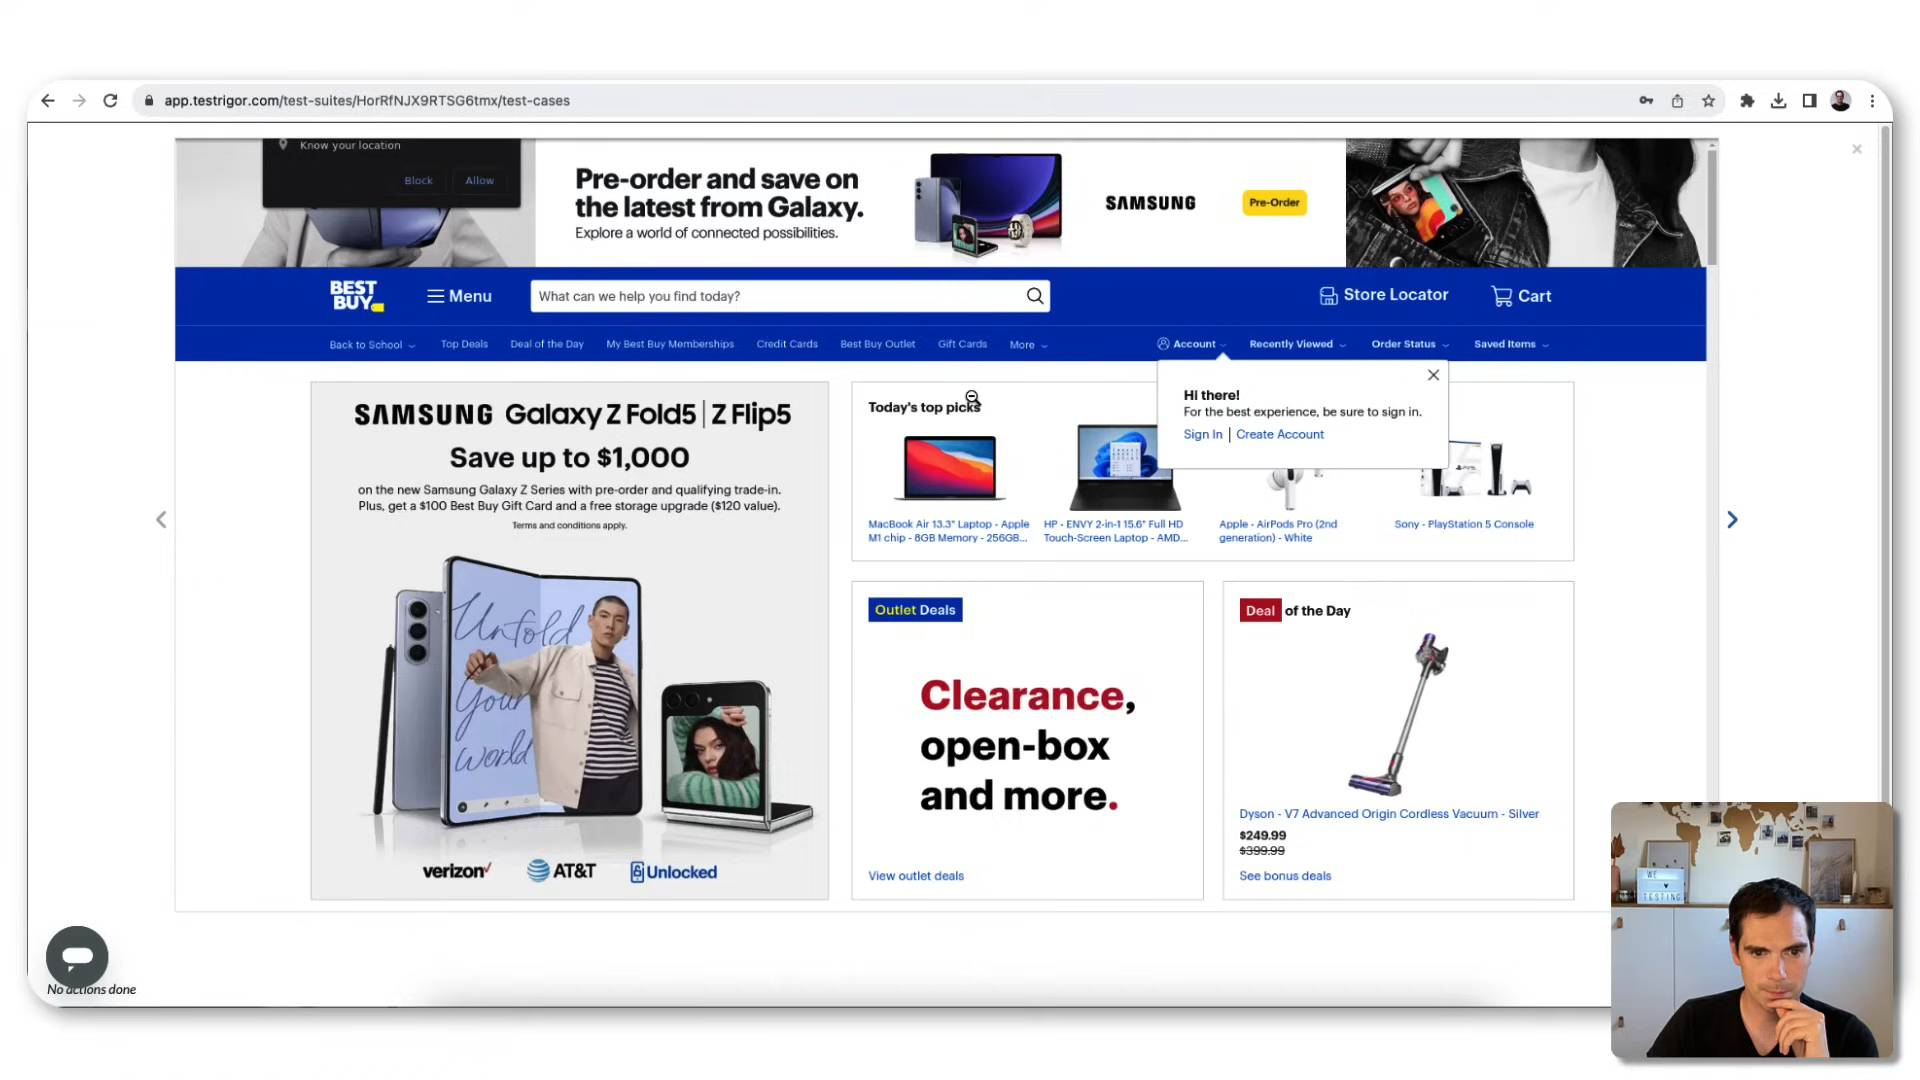 app.testrigor.com/test-suites/HorRfNJX9RTSG6tmx/test-cases
Know your location
Block
Allow
Pre-order and save on
the latest from Galaxy.
Explore a world of connected possibilities.
SAMSUNG
Pre-Order
BEST
BUY
Menu
What can we help you find today?
Store Locator
Cart
Back to School
Top Deals
Deal of the Day
My Best Buy Memberships
Credit Cards
Best Buy Outlet
Gift Cards
More
Account
Recently Viewed
Order Status
Saved Items
Hi there!
For the best experience, be sure to sign in.
Sign In | Create Account
SAMSUNG Galaxy Z Fold5 | Z Flip5
Save up to $1,000
on the new Samsung Galaxy Z Series with pre-order and qualifying trade-in.
Plus, get a $100 Best Buy Gift Card and a free storage upgrade ($120 value).
Terms and conditions apply.
Unfold
Your
world
verizon
AT&T
Unlocked
Today's top picks
MacBook Air 13.3" Laptop - Apple
M1 chip - 8GB Memory - 256GB...
HP - ENVY 2-in-1 15.6" Full HD
Touch-Screen Laptop - AMD...
Apple - AirPods Pro (2nd
generation) - White
Sony - PlayStation 5 Console
Outlet Deals
Clearance,
open-box
and more.
View outlet deals
Deal of the Day
Dyson - V7 Advanced Origin Cordless Vacuum - Silver
$249.99
$399.99
See bonus deals
No actions done
WE
TESTING